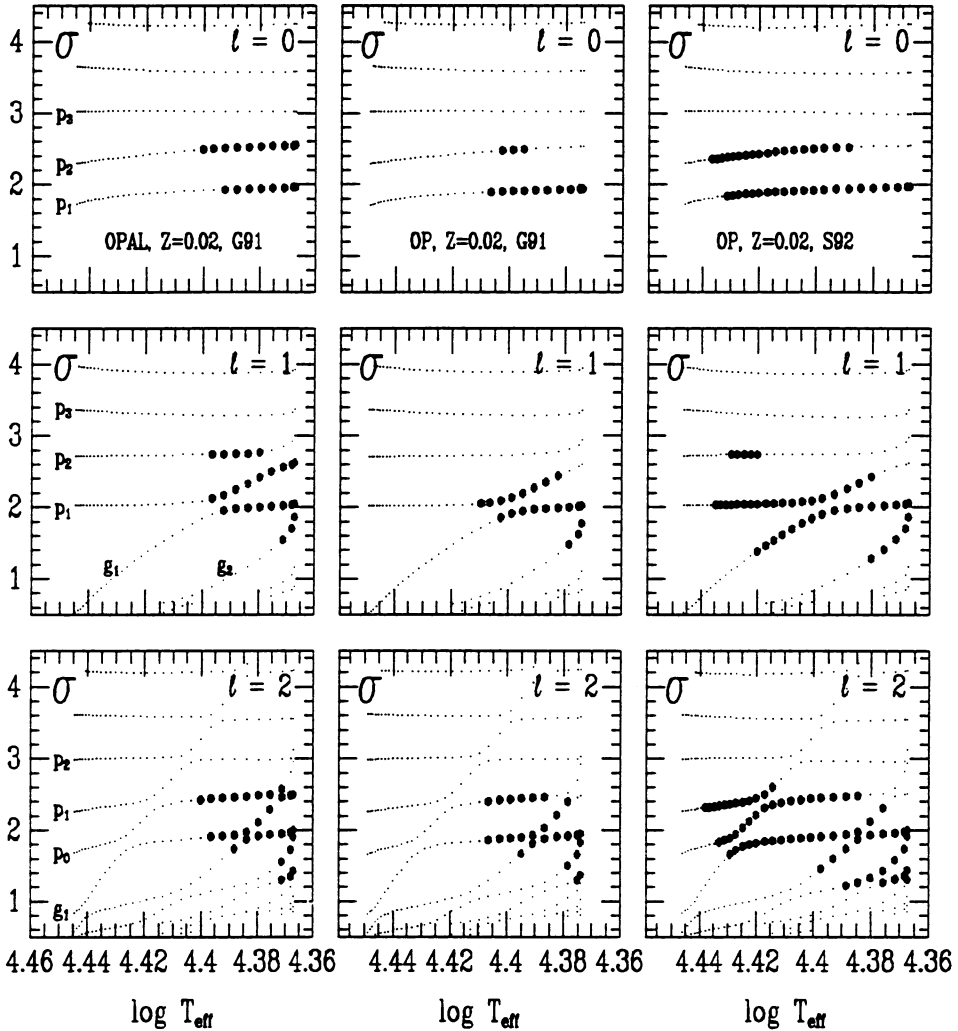 4
σ
ℓ = 0
3
p₃
p₂
2
p₁
OPAL, Z=0.02, G91
1
σ
ℓ = 0
OP, Z=0.02, G91
σ
ℓ = 0
OP, Z=0.02, S92
4
σ
ℓ = 1
p₃
3
p₂
2
p₁
g₁
g₂
1
σ
ℓ = 1
σ
ℓ = 1
4
σ
ℓ = 2
3
p₂
p₁
2
p₀
g₁
1
σ
ℓ = 2
σ
ℓ = 2
4.46 4.44 4.42 4.4 4.38 4.36
4.44 4.42 4.4 4.38 4.36
4.44 4.42 4.4 4.38 4.36
log T_eff
log T_eff
log T_eff